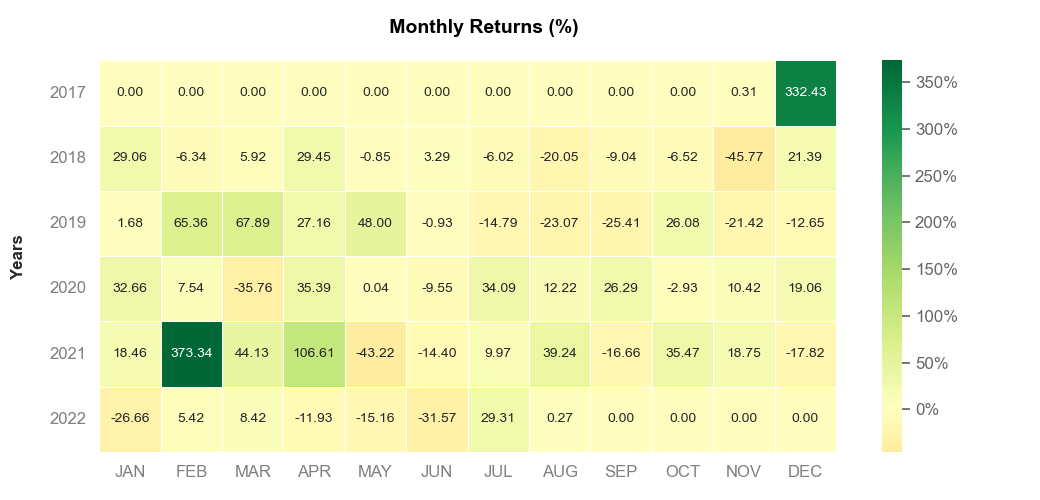 Monthly Returns (%)
Years
2017 0.00 0.00 0.00 0.00 0.00 0.00 0.00 0.00 0.00 0.00 0.31 332.43
2018 29.06 -6.34 5.92 29.45 -0.85 3.29 -6.02 -20.05 -9.04 -6.52 -45.77 21.39
2019 1.68 65.36 67.89 27.16 48.00 -0.93 -14.79 -23.07 -25.41 26.08 -21.42 -12.65
2020 32.66 7.54 -35.76 35.39 0.04 -9.55 34.09 12.22 26.29 -2.93 10.42 19.06
2021 18.46 373.34 44.13 106.61 -43.22 -14.40 9.97 39.24 -16.66 35.47 18.75 -17.82
2022 -26.66 5.42 8.42 -11.93 -15.16 -31.57 29.31 0.27 0.00 0.00 0.00 0.00
JAN FEB MAR APR MAY JUN JUL AUG SEP OCT NOV DEC
350%
300%
250%
200%
150%
100%
50%
0%